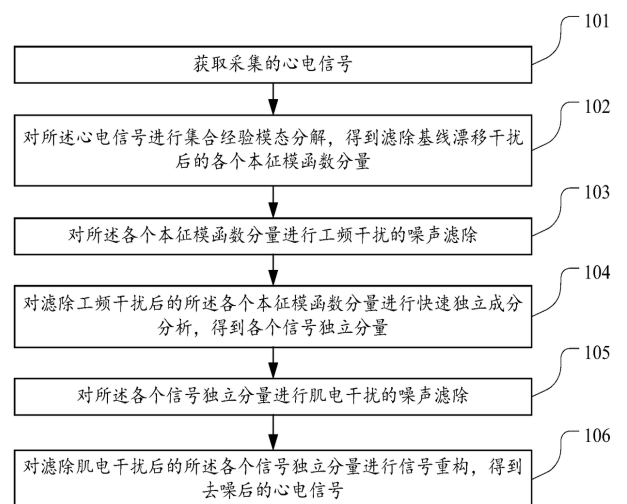 101
获取采集的心电信号
102
对所述心电信号进行集合经验模态分解，得到滤除基线漂移干扰
后的各个本征模函数分量
103
对所述各个本征模函数分量进行工频干扰的噪声滤除
104
对滤除工频干扰后的所述各个本征模函数分量进行快速独立成分
分析，得到各个信号独立分量
105
对所述各个信号独立分量进行肌电干扰的噪声滤除
106
对滤除肌电干扰后的所述各个信号独立分量进行信号重构，得到
去噪后的心电信号